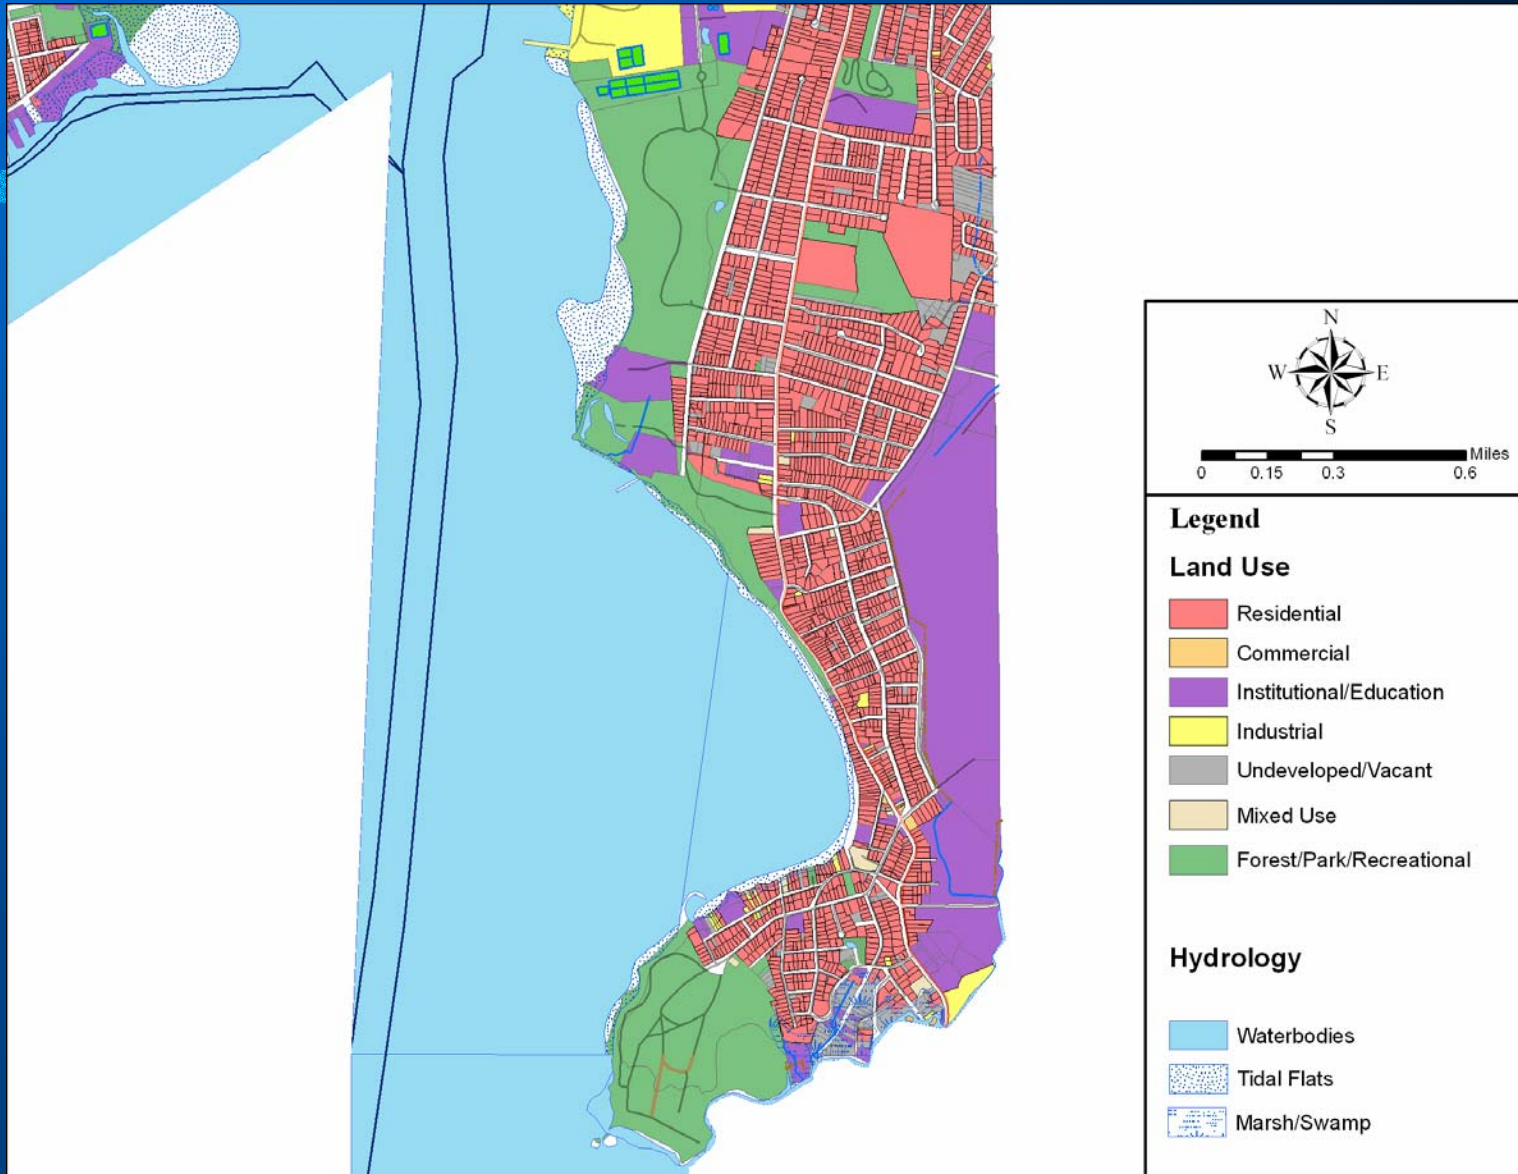 N
W E
S
Miles
0 0.15 0.3 0.6
Legend
Land Use
Residential
Commercial
Institutional/Education
Industrial
Undeveloped/Vacant
Mixed Use
Forest/Park/Recreational
Hydrology
Waterbodies
Tidal Flats
Marsh/Swamp